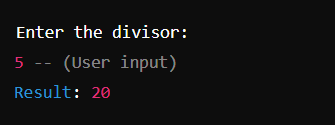 Enter the divisor:
5 -- (User input)
Result: 20